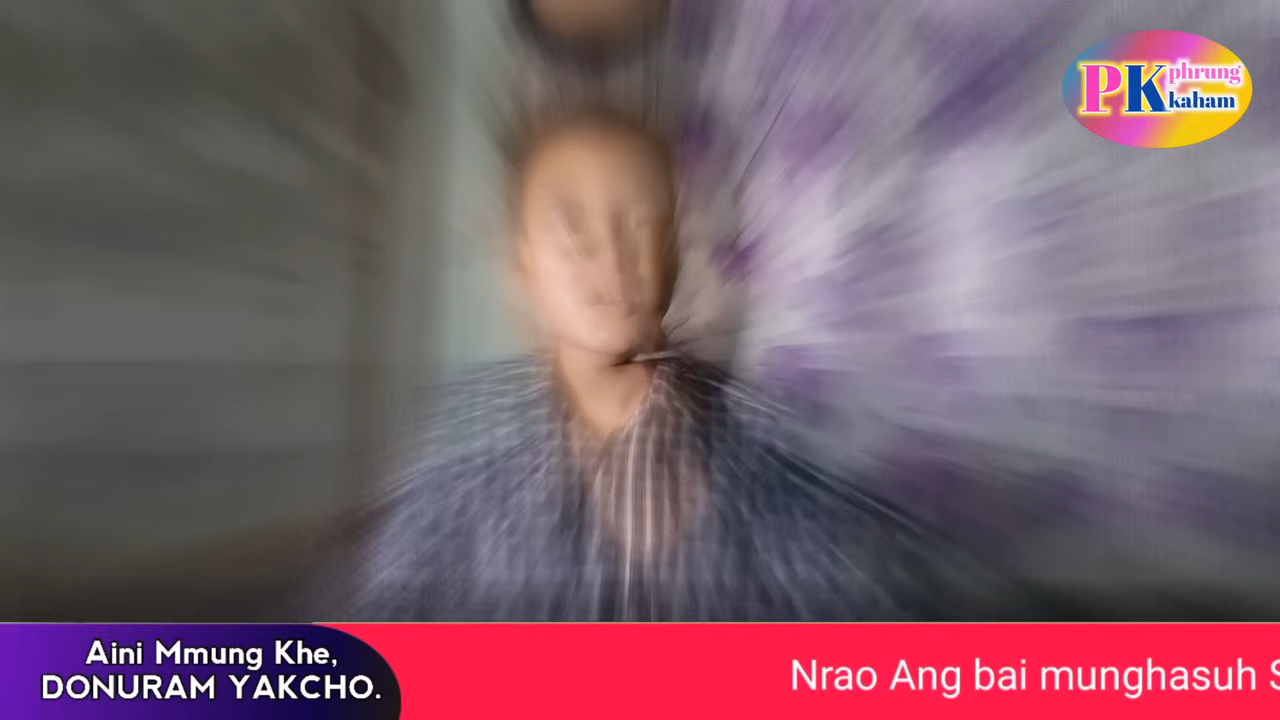 PK phrung
kaham
Aini Mmung Khe,
DONURAM YAKCHO.
Nrao Ang bai munghasuh